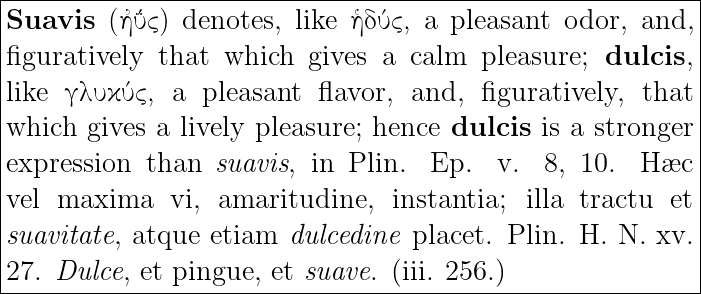 Suavis (ἠΰς) denotes, like ἡδύς, a pleasant odor, and,
figuratively that which gives a calm pleasure; dulcis,
like γλυκύς, a pleasant flavor, and, figuratively, that
which gives a lively pleasure; hence dulcis is a stronger
expression than suavis, in Plin. Ep. v. 8, 10. Hæc
vel maxima vi, amaritudine, instantia; illa tractu et
suavitate, atque etiam dulcedine placet. Plin. H. N. xv.
27. Dulce, et pingue, et suave. (iii. 256.)